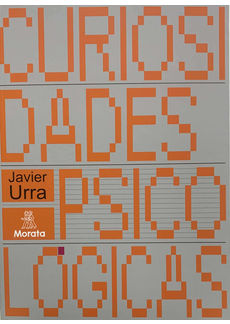 CURIOSI
DADES
Javier
Urra
PSICO
Morata
LÓGICAS